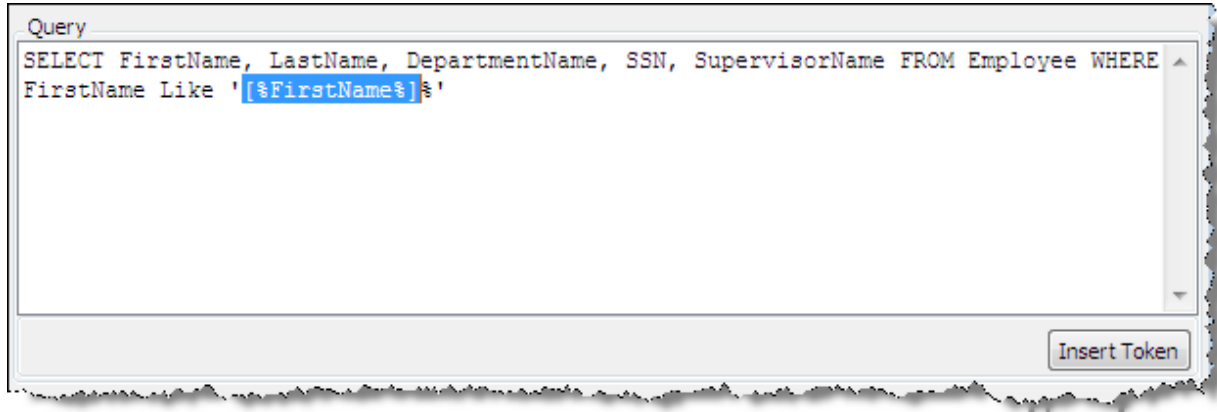 Query
SELECT FirstName, LastName, DepartmentName, SSN, SupervisorName FROM Employee WHERE
FirstName Like '[%FirstName%]%'
Insert Token